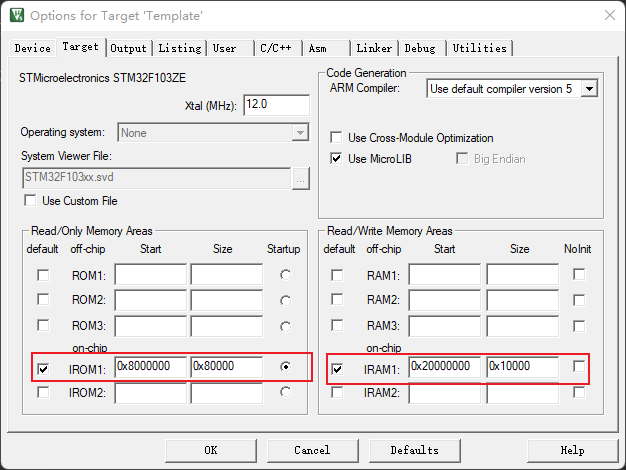 Options for Target 'Template'
Device Target Output Listing User C/C++ Asm Linker Debug Utilities
STMicroelectronics STM32F103ZE
Xtal (MHz): 12.0
Operating system: None
System Viewer File:
STM32F103xx.svd ...
Use Custom File
Code Generation
ARM Compiler: Use default compiler version 5
Use Cross-Module Optimization
Use MicroLIB Big Endian
Read/Only Memory Areas
default off-chip Start Size Startup
ROM1:
ROM2:
ROM3:
on-chip
IROM1: 0x8000000 0x80000
IROM2:
Read/Write Memory Areas
default off-chip Start Size NoInit
RAM1:
RAM2:
RAM3:
on-chip
IRAM1: 0x20000000 0x10000
IRAM2:
OK Cancel Defaults Help